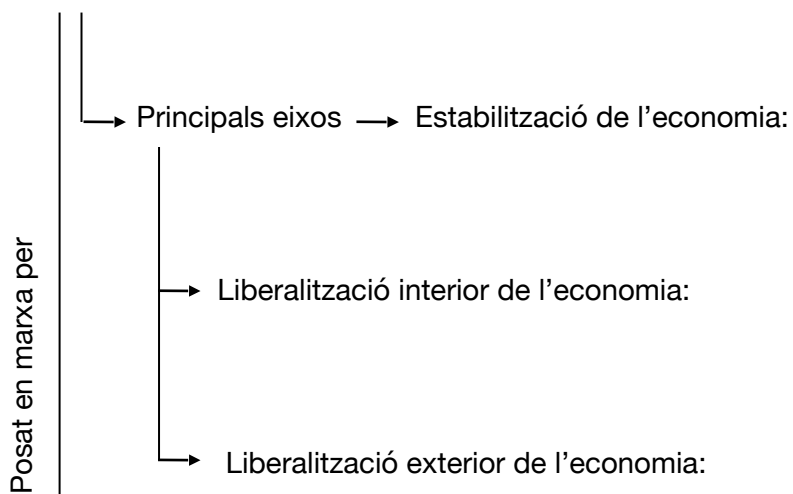 Principals eixos
Estabilització de l’economia:
Liberalització interior de l’economia:
Liberalització exterior de l’economia:
Posat en marxa per